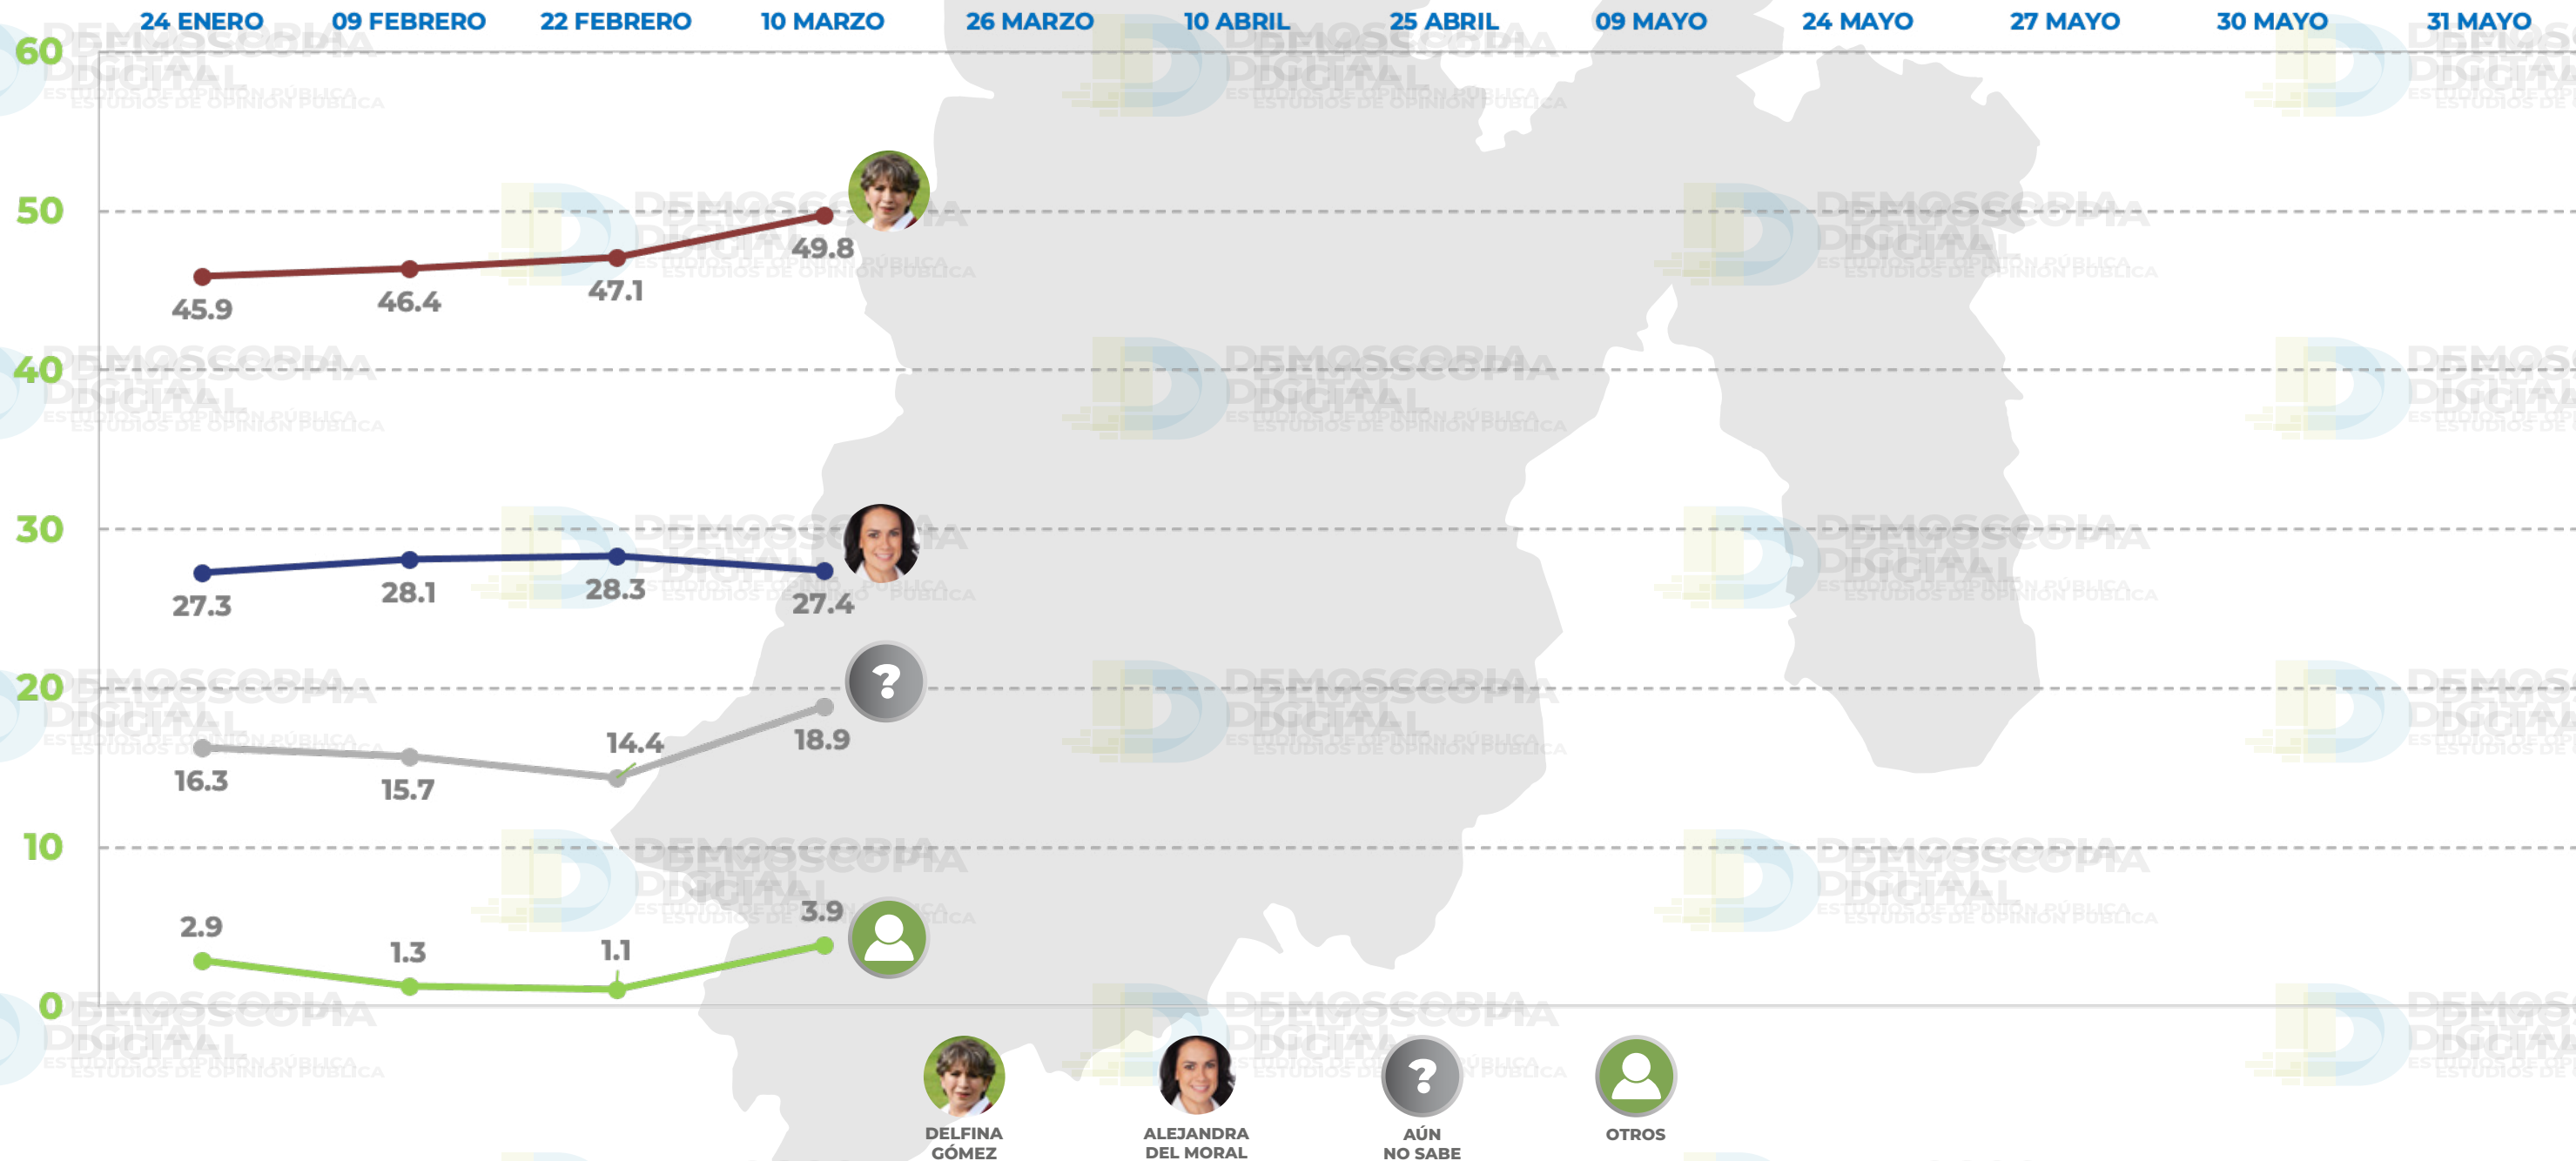 24 ENERO 09 FEBRERO 22 FEBRERO 10 MARZO 26 MARZO 10 ABRIL 25 ABRIL 09 MAYO 24 MAYO 27 MAYO 30 MAYO 31 MAYO
60
50
49.8
45.9 46.4 47.1
40
30
27.3 28.1 28.3 27.4
?
20
14.4 18.9
16.3 15.7
10
2.9 1.3 1.1 3.9
0
?
DELFINA
GÓMEZ
ALEJANDRA
DEL MORAL
AÚN
NO SABE
OTROS
DEMOSCOPIA
DIGITAL
ESTUDIOS DE OPINIÓN PÚBLICA